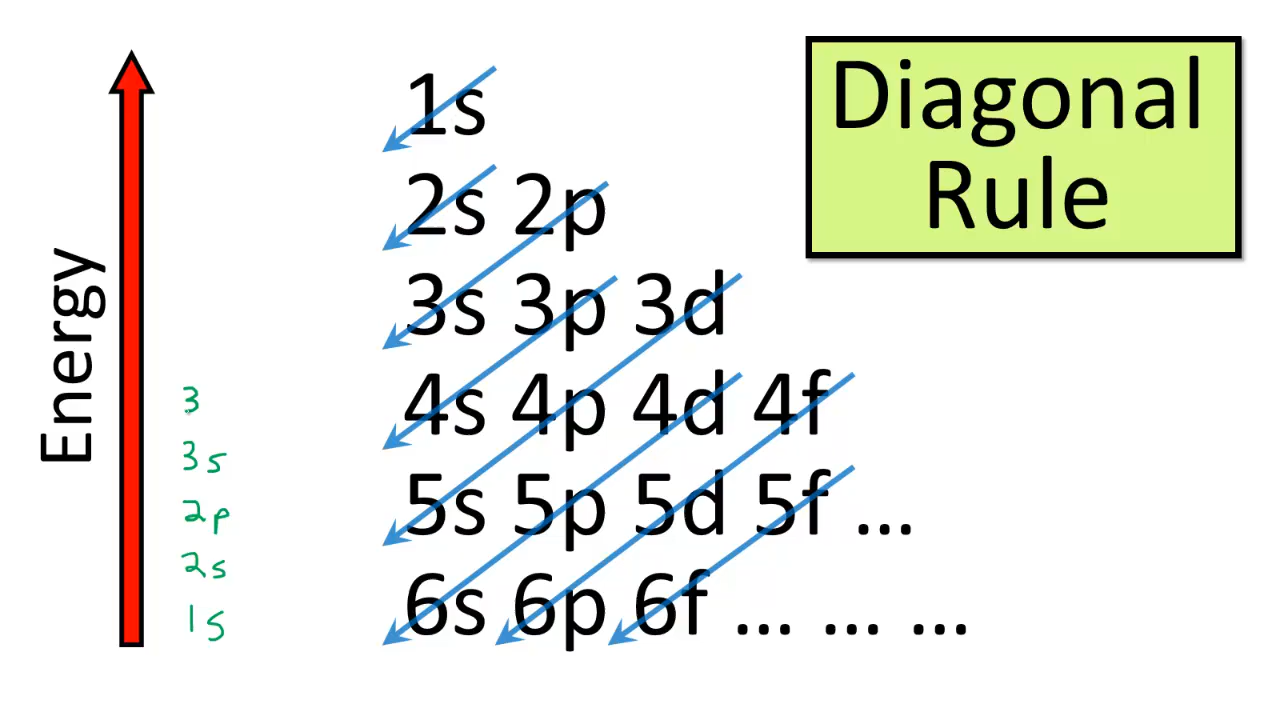 Diagonal
Rule
Energy
1s
2s 2p
3s 3p 3d
4s 4p 4d 4f
5s 5p 5d 5f ...
6s 6p 6f ... ... ...
3
3s
2p
2s
1s